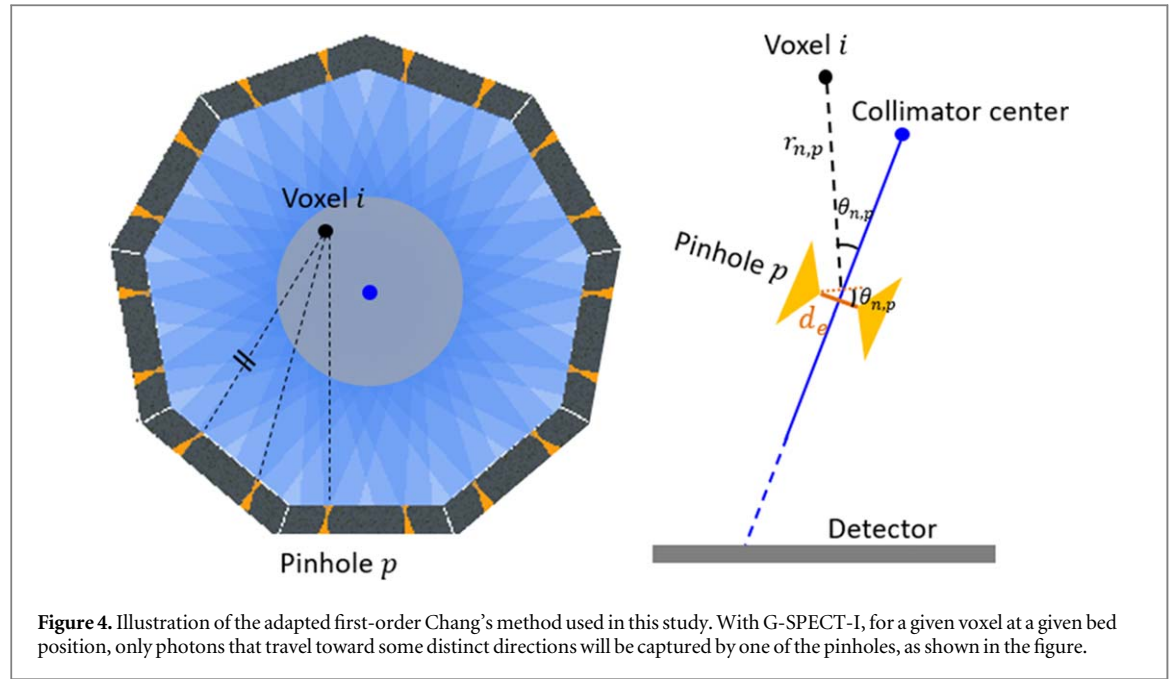 Voxel i
Pinhole p
Voxel i
Collimator center
r_{n,p}
θ_{n,p}
Pinhole p
θ_{n,p}
d_e
Detector
Figure 4. Illustration of the adapted first-order Chang's method used in this study. With G-SPECT-I, for a given voxel at a given bed
position, only photons that travel toward some distinct directions will be captured by one of the pinholes, as shown in the figure.